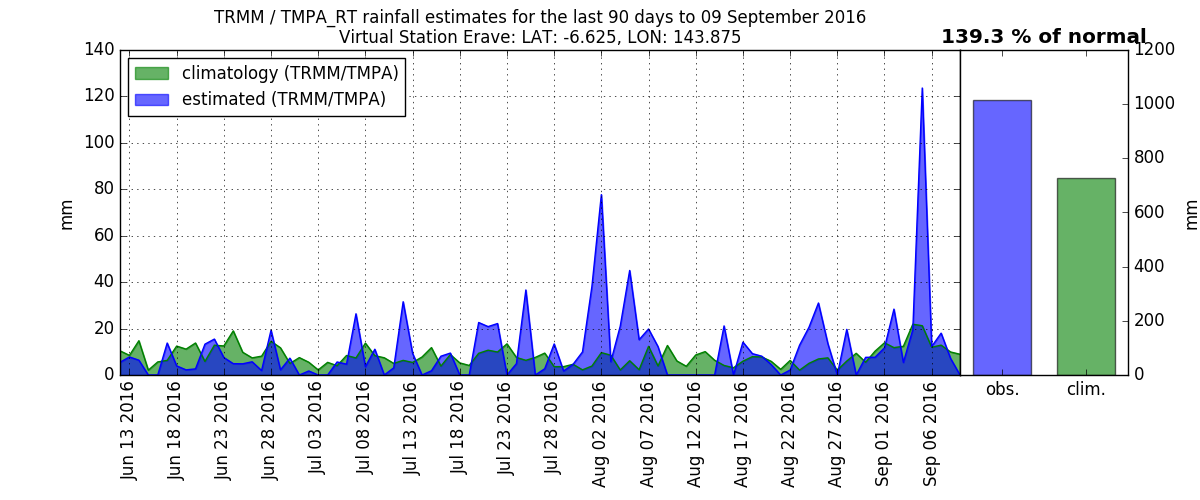 TRMM / TMPA_RT rainfall estimates for the last 90 days to 09 September 2016
Virtual Station Erave: LAT: -6.625, LON: 143.875
139.3 % of normal
climatology (TRMM/TMPA)
estimated (TRMM/TMPA)
mm
140
120
100
80
60
40
20
0
Jun 13 2016
Jun 18 2016
Jun 23 2016
Jun 28 2016
Jul 03 2016
Jul 08 2016
Jul 13 2016
Jul 18 2016
Jul 23 2016
Jul 28 2016
Aug 02 2016
Aug 07 2016
Aug 12 2016
Aug 17 2016
Aug 22 2016
Aug 27 2016
Sep 01 2016
Sep 06 2016
obs.
clim.
1200
1000
800
600
400
200
0
mm